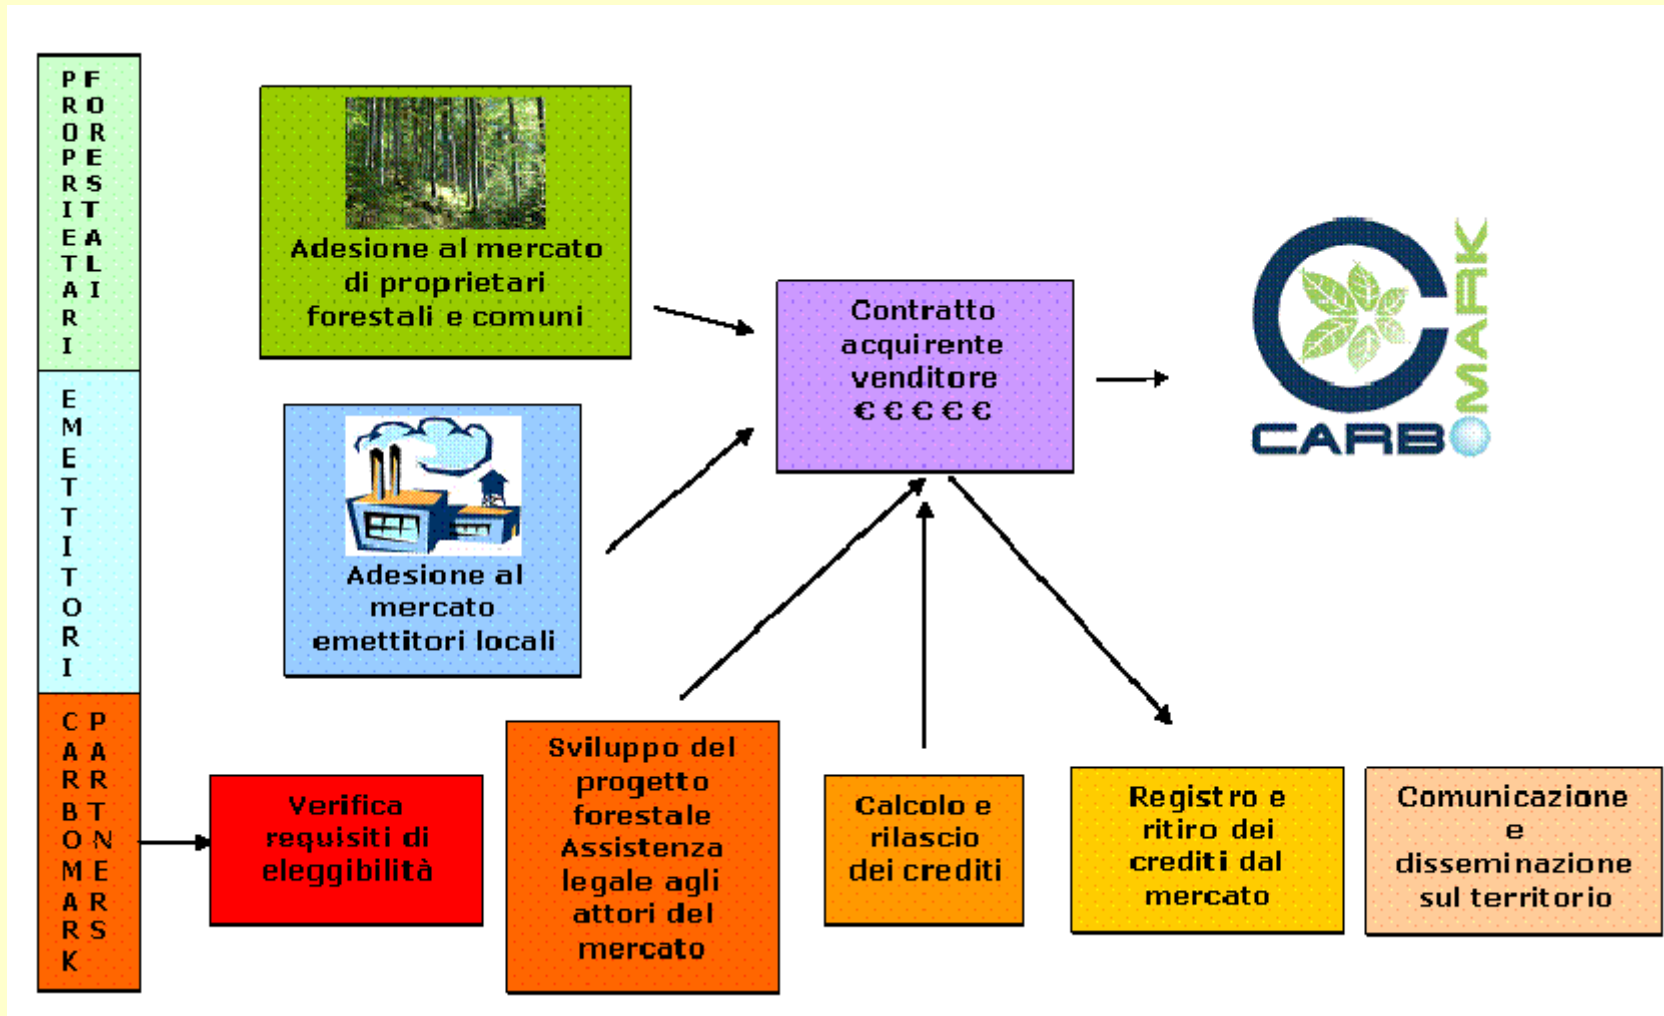 PROPRIETARI
FORESTALI
EMETTITORI
CARBOMARK
PARTNERS
Adesione al mercato
di proprietari
forestali e comuni
Adesione al
mercato
emettitori locali
Contratto
acquirente
venditore
€ € € € €
CARBOMARK
Verifica
requisiti di
eleggibilità
Sviluppo del
progetto
forestale
Assistenza
legale agli
attori del
mercato
Calcolo e
rilascio
dei crediti
Registro e
ritiro dei
crediti dal
mercato
Comunicazione
e
disseminazione
sul territorio